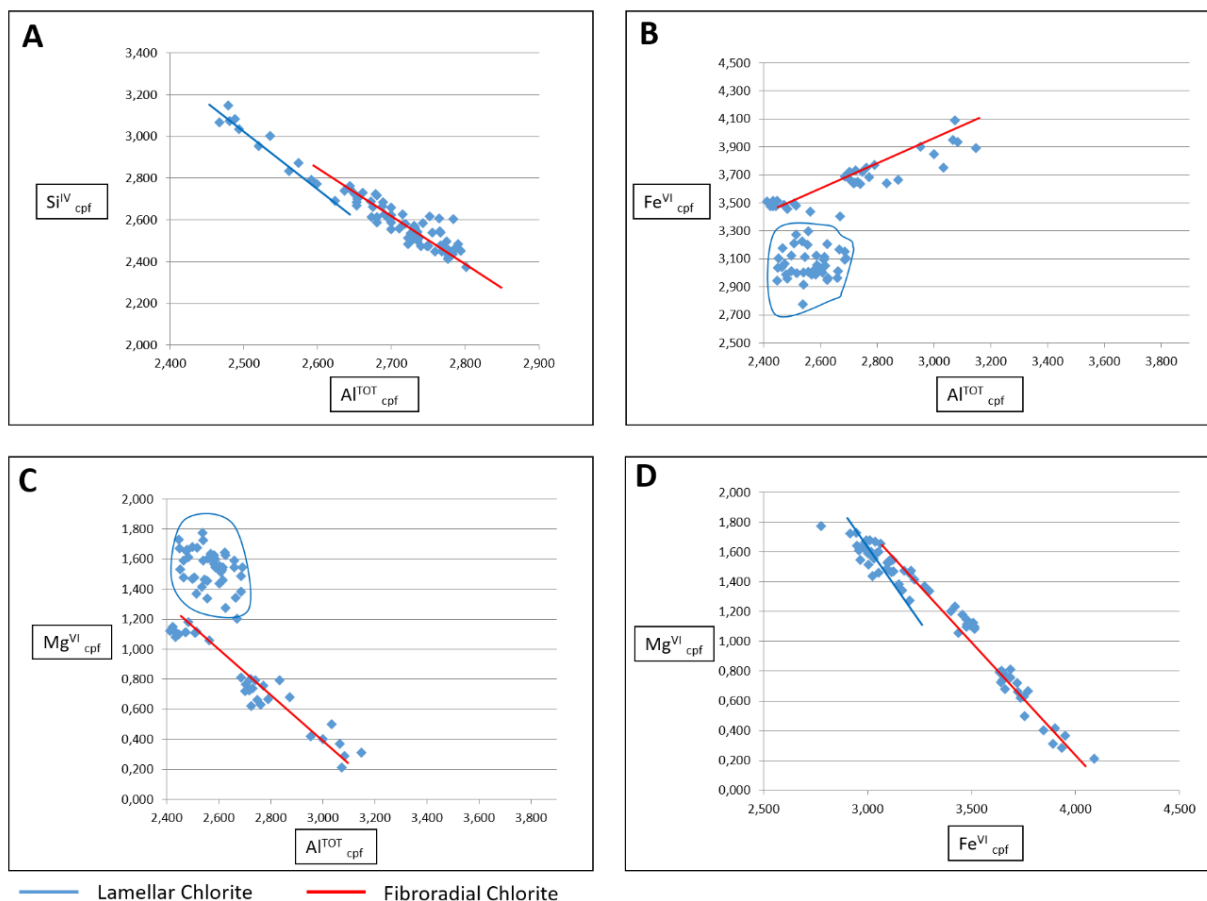 A
3,400
3,200
3,000
2,800
2,600
2,400
2,200
2,000
Si^IV cpf
2,400 2,500 2,600 2,700 2,800 2,900
Al^TOT cpf
B
4,500
4,300
4,100
3,900
3,700
3,500
3,300
3,100
2,900
2,700
2,500
Fe^VI cpf
2,400 2,600 2,800 3,000 3,200 3,400 3,600 3,800
Al^TOT cpf
C
2,000
1,800
1,600
1,400
1,200
1,000
0,800
0,600
0,400
0,200
0,000
Mg^VI cpf
2,400 2,600 2,800 3,000 3,200 3,400 3,600 3,800
Al^TOT cpf
D
2,000
1,800
1,600
1,400
1,200
1,000
0,800
0,600
0,400
0,200
0,000
Mg^VI cpf
2,500 3,000 3,500 4,000 4,500
Fe^VI cpf
Lamellar Chlorite Fibroradial Chlorite